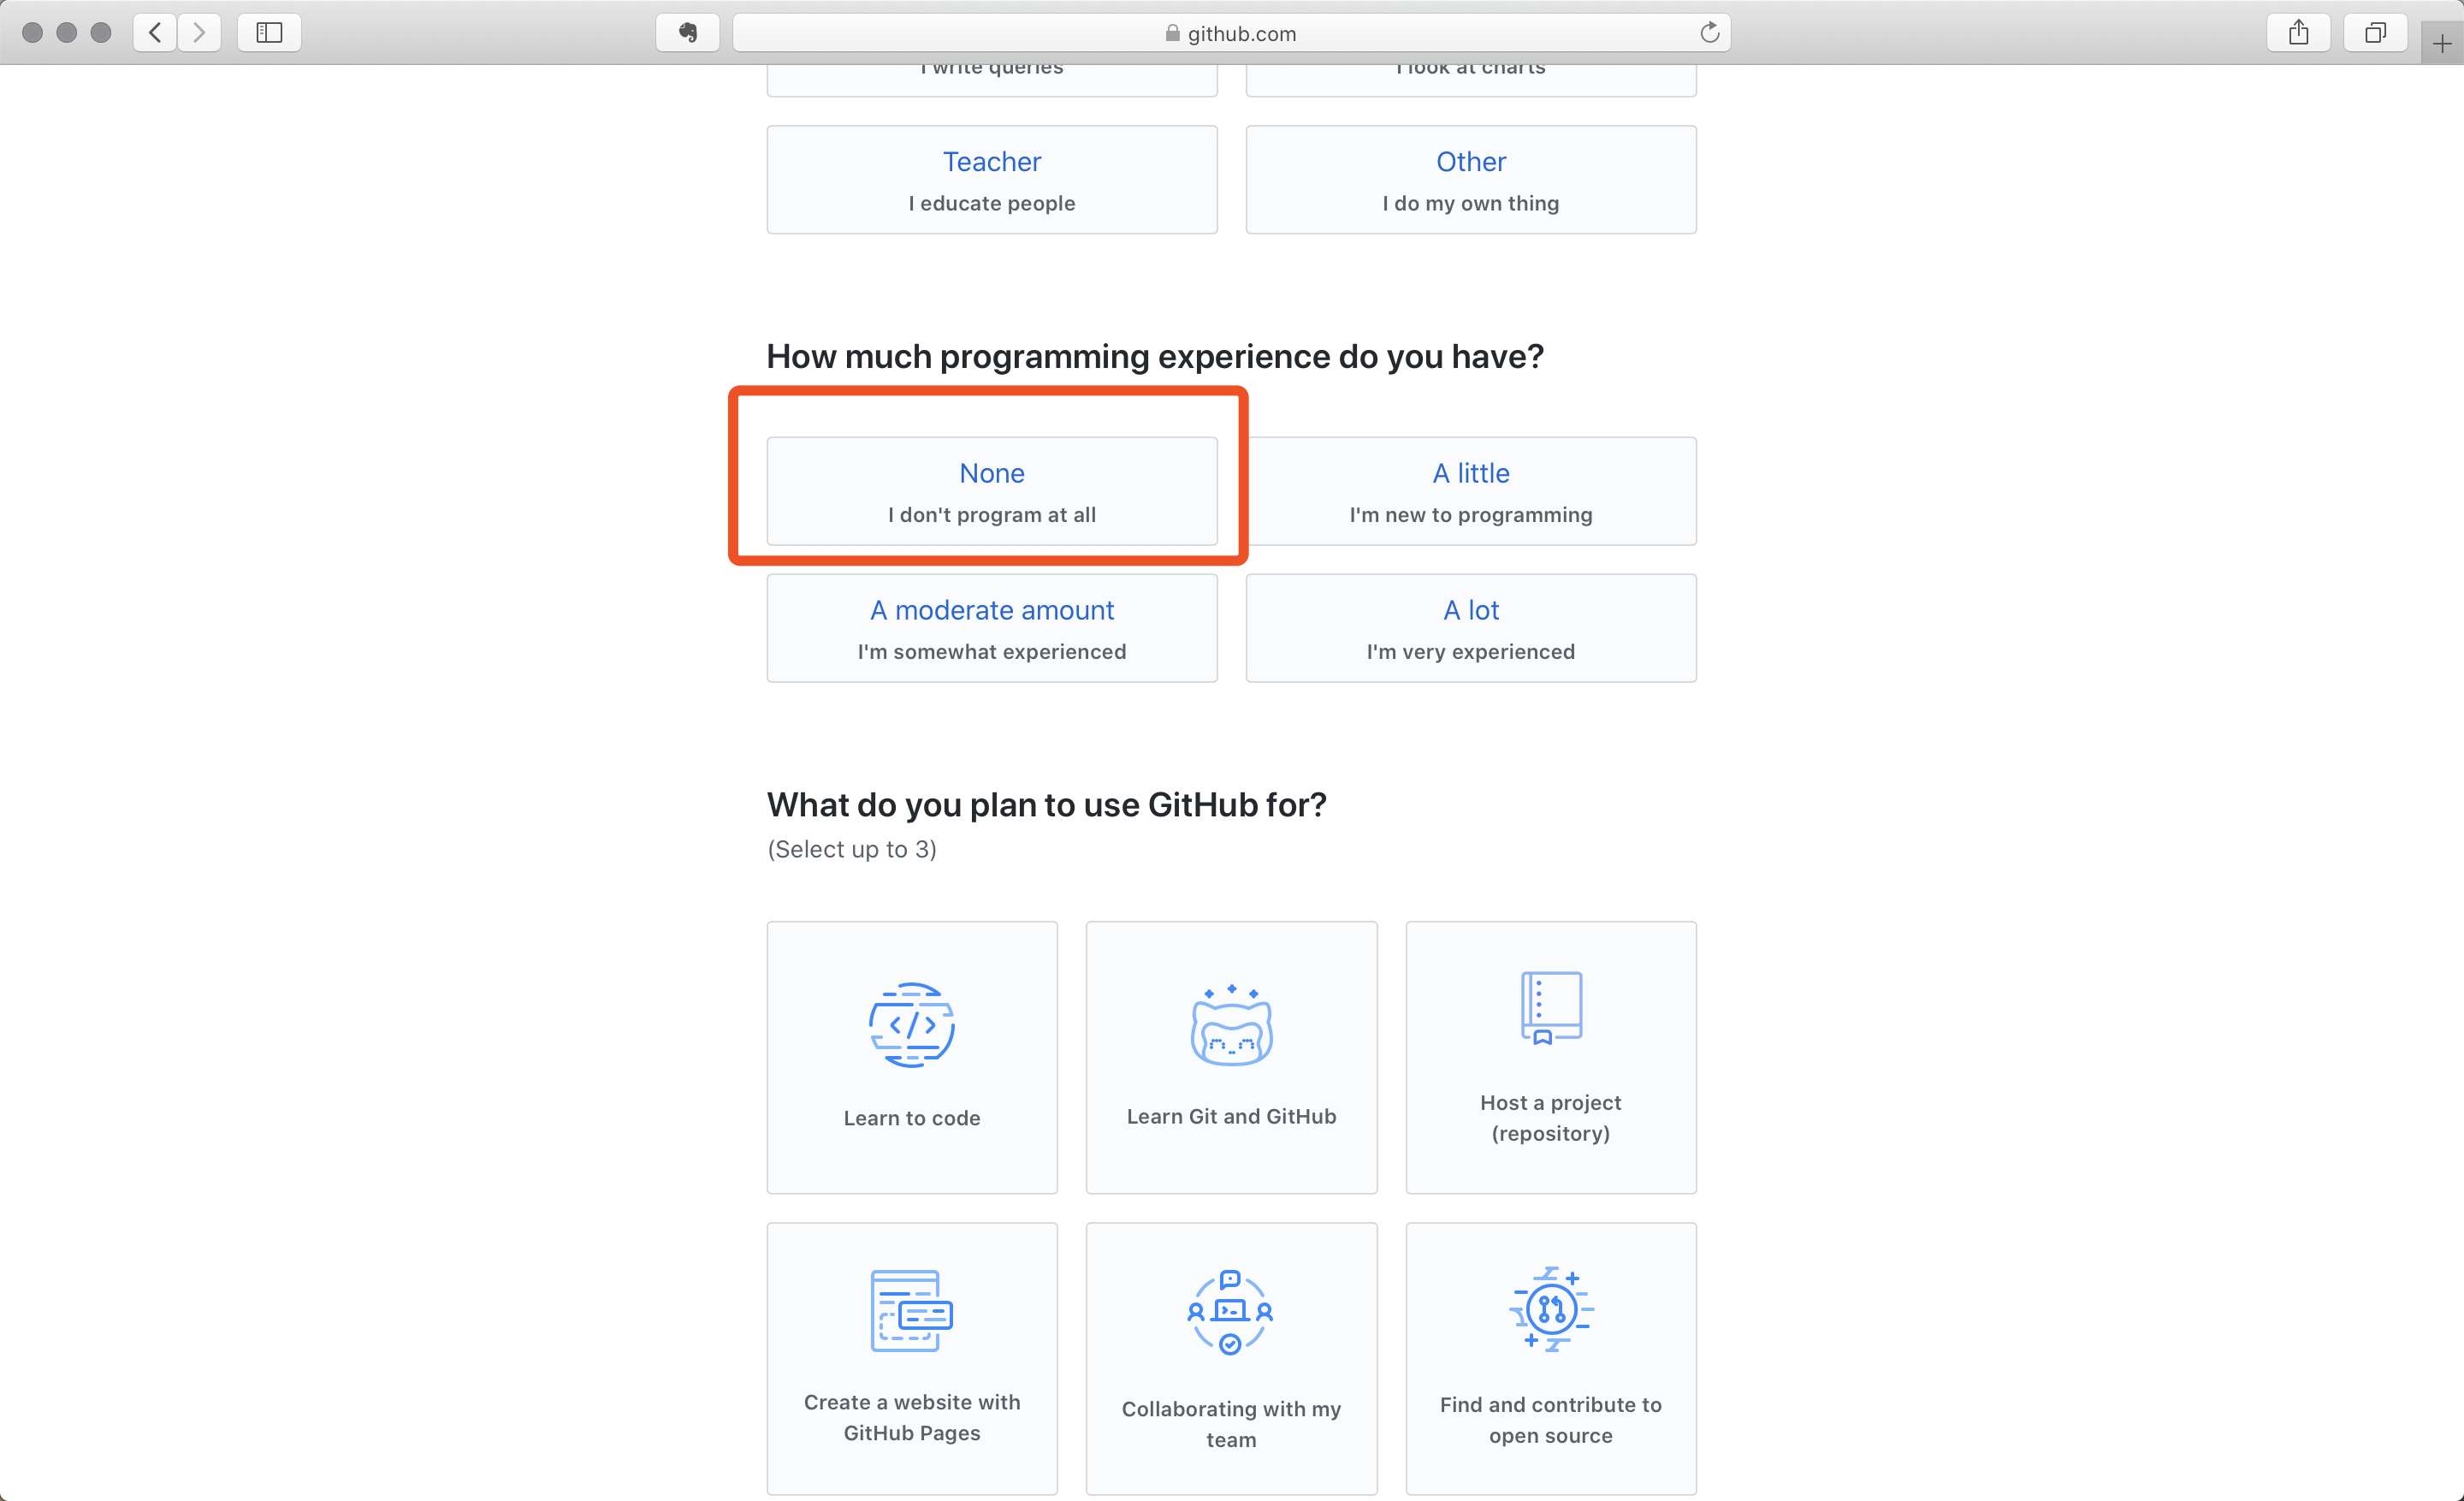 github.com
I write queries
I look at charts
Teacher
I educate people
Other
I do my own thing
How much programming experience do you have?
None
I don't program at all
A little
I'm new to programming
A moderate amount
I'm somewhat experienced
A lot
I'm very experienced
What do you plan to use GitHub for?
(Select up to 3)
Learn to code
Learn Git and GitHub
Host a project
(repository)
Create a website with
GitHub Pages
Collaborating with my
team
Find and contribute to
open source